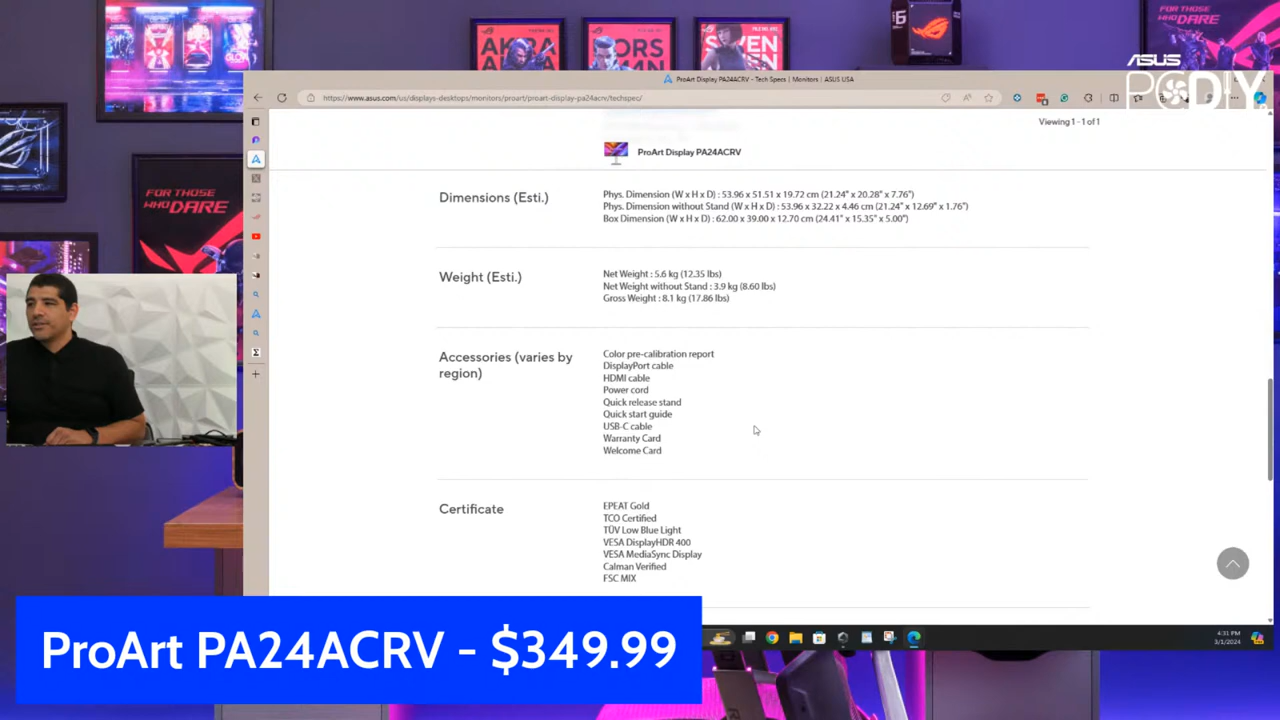 FOR THOSE
WHO DARE
AKIRA
KORS
MAN
SEVEN
ASUS
PCDIY
ProArt Display PA24ACRV - Tech Specs | Monitors | ASUS USA
https://www.asus.com/us/displays-desktops/monitors/proart/proart-display-pa24acrv/techspec/
Viewing 1 - 1 of 1
ProArt Display PA24ACRV
FOR THOSE
WHO DARE
Dimensions (Esti.)
Phys. Dimension (W x H x D) : 53.96 x 51.51 x 19.72 cm (21.24" x 20.28" x 7.76")
Phys. Dimension without Stand (W x H x D) : 53.96 x 32.22 x 4.46 cm (21.24" x 12.69" x 1.76")
Box Dimension (W x H x D) : 62.00 x 39.00 x 12.70 cm (24.41" x 15.35" x 5.00")
Weight (Esti.)
Net Weight : 5.6 kg (12.35 lbs)
Net Weight without Stand : 3.9 kg (8.60 lbs)
Gross Weight : 8.1 kg (17.86 lbs)
Accessories (varies by
region)
Color pre-calibration report
DisplayPort cable
HDMI cable
Power cord
Quick release stand
Quick start guide
USB-C cable
Warranty Card
Welcome Card
Certificate
EPEAT Gold
TCO Certified
TÜV Low Blue Light
VESA DisplayHDR 400
VESA MediaSync Display
Calman Verified
FSC MIX
4:31 PM
3/1/2024
ProArt PA24ACRV - $349.99